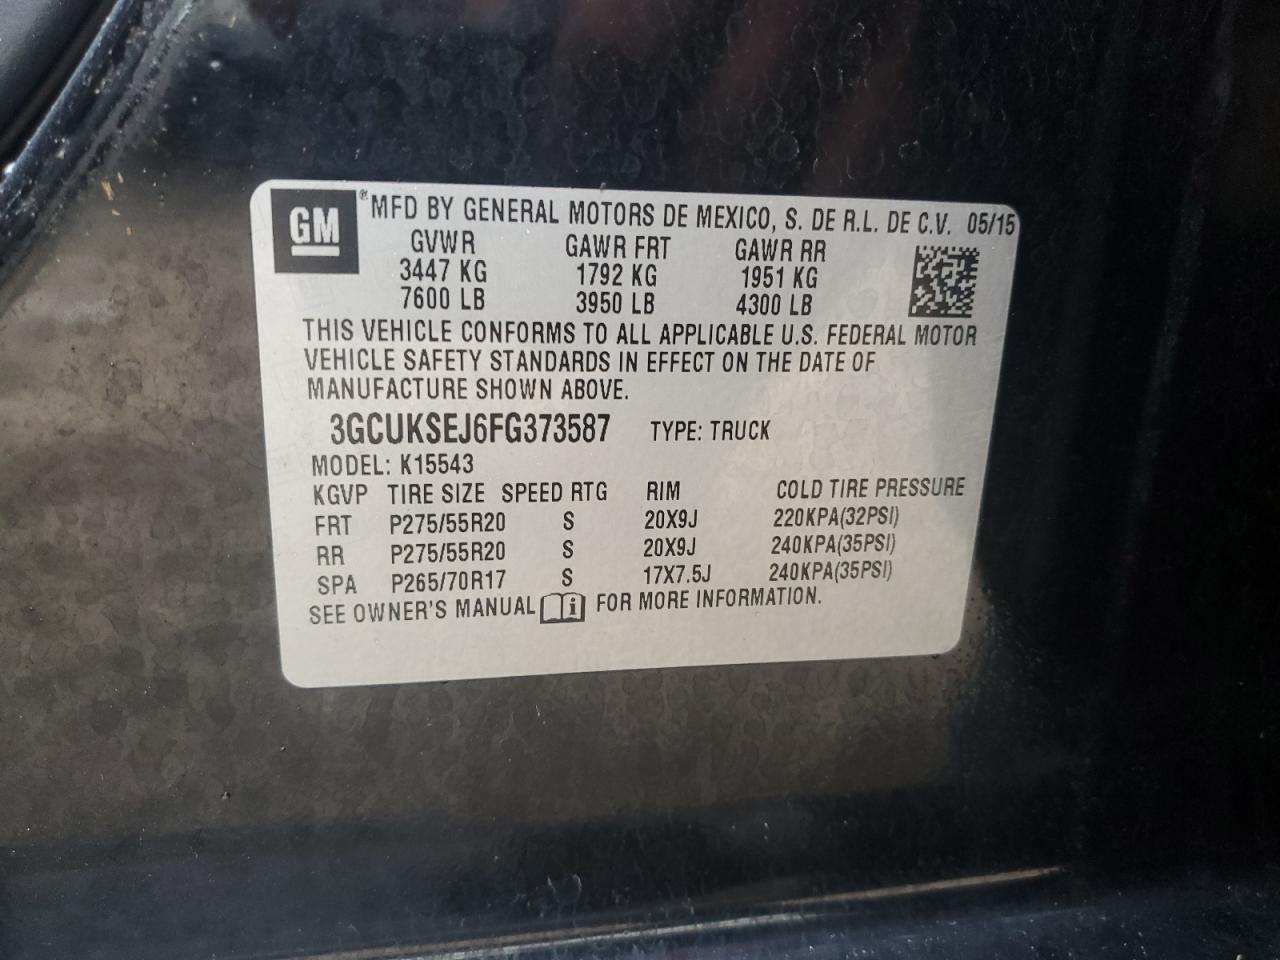 GM
® MFD BY GENERAL MOTORS DE MEXICO, S. DE R.L. DE C.V. 05/15
GVWR GAWR FRT GAWR RR
3447 KG 1792 KG 1951 KG
7600 LB 3950 LB 4300 LB
THIS VEHICLE CONFORMS TO ALL APPLICABLE U.S. FEDERAL MOTOR
VEHICLE SAFETY STANDARDS IN EFFECT ON THE DATE OF
MANUFACTURE SHOWN ABOVE.
3GCUKSEJ6FG373587 TYPE: TRUCK
MODEL: K15543
KGVP TIRE SIZE SPEED RTG RIM COLD TIRE PRESSURE
FRT P275/55R20 S 20X9J 220KPA(32PSI)
RR P275/55R20 S 20X9J 240KPA(35PSI)
SPA P265/70R17 S 17X7.5J 240KPA(35PSI)
SEE OWNER'S MANUAL i FOR MORE INFORMATION.